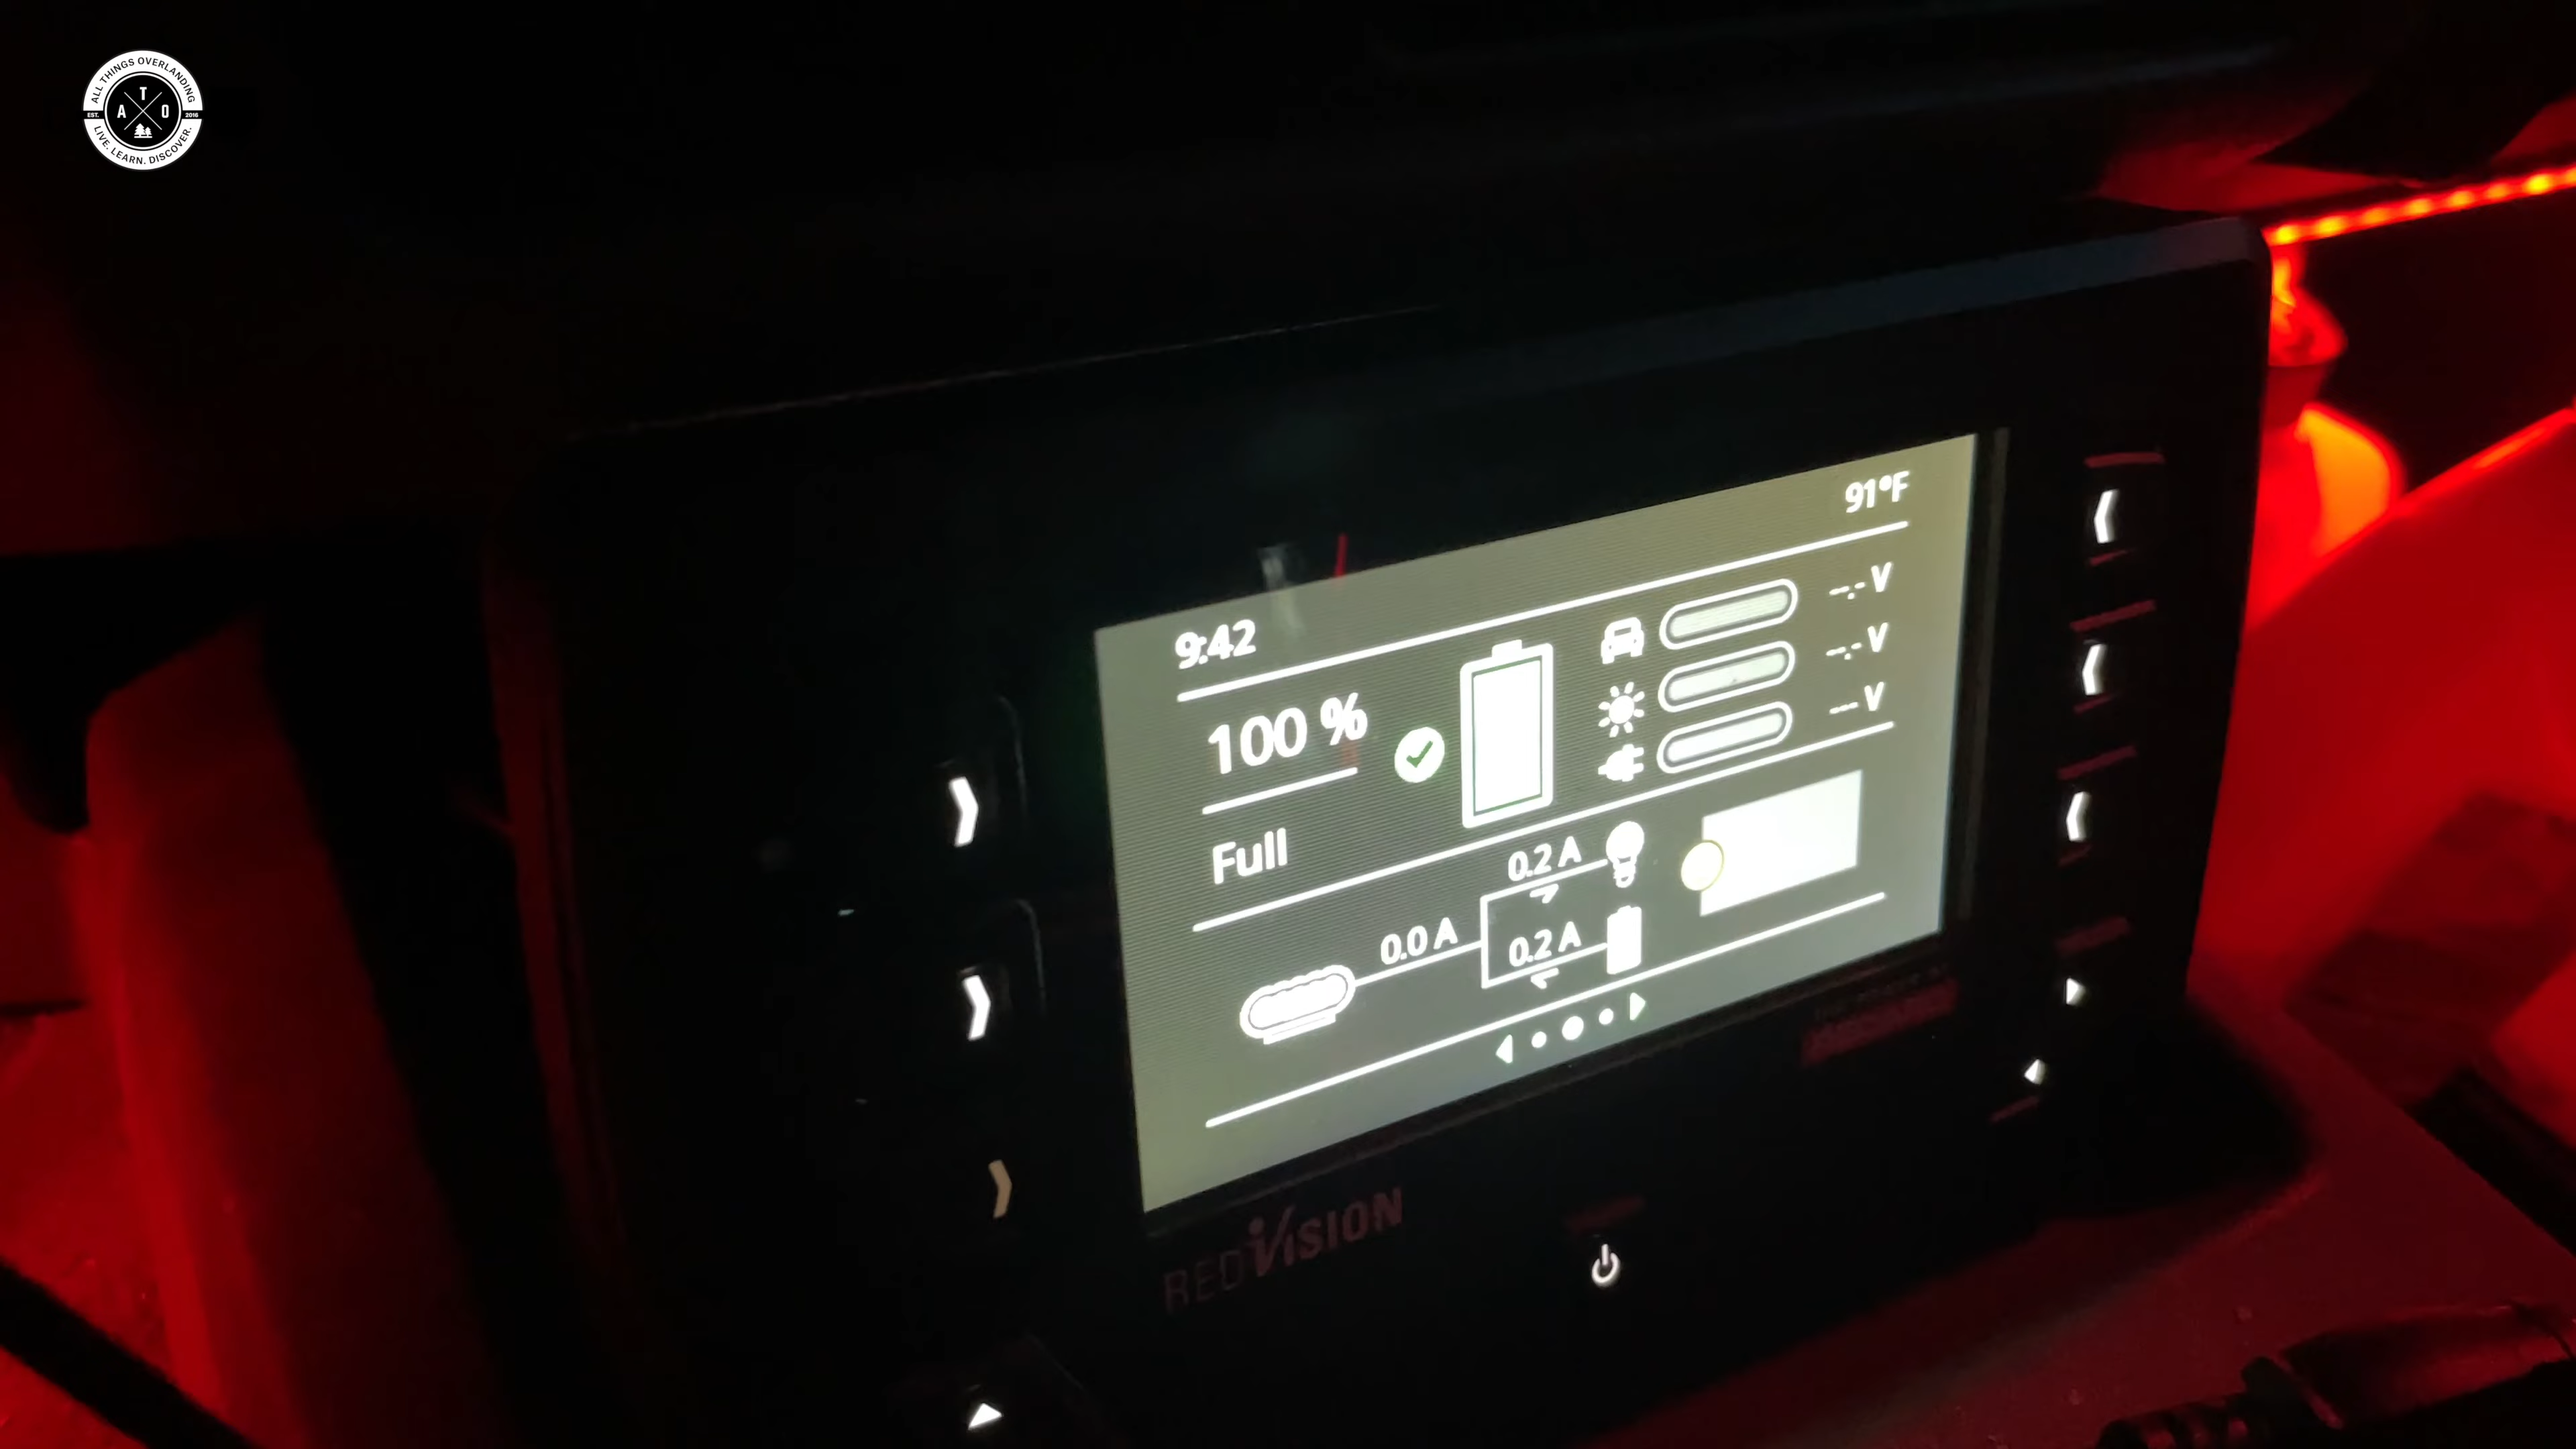 ALL THINGS OVERLANDING
A T O
EST. 2016
LIVE. LEARN. DISCOVER.
9:42
91°F
100 %
Full
--.- V
--.- V
--- V
0.2 A
0.0 A
0.2 A
REDVISION